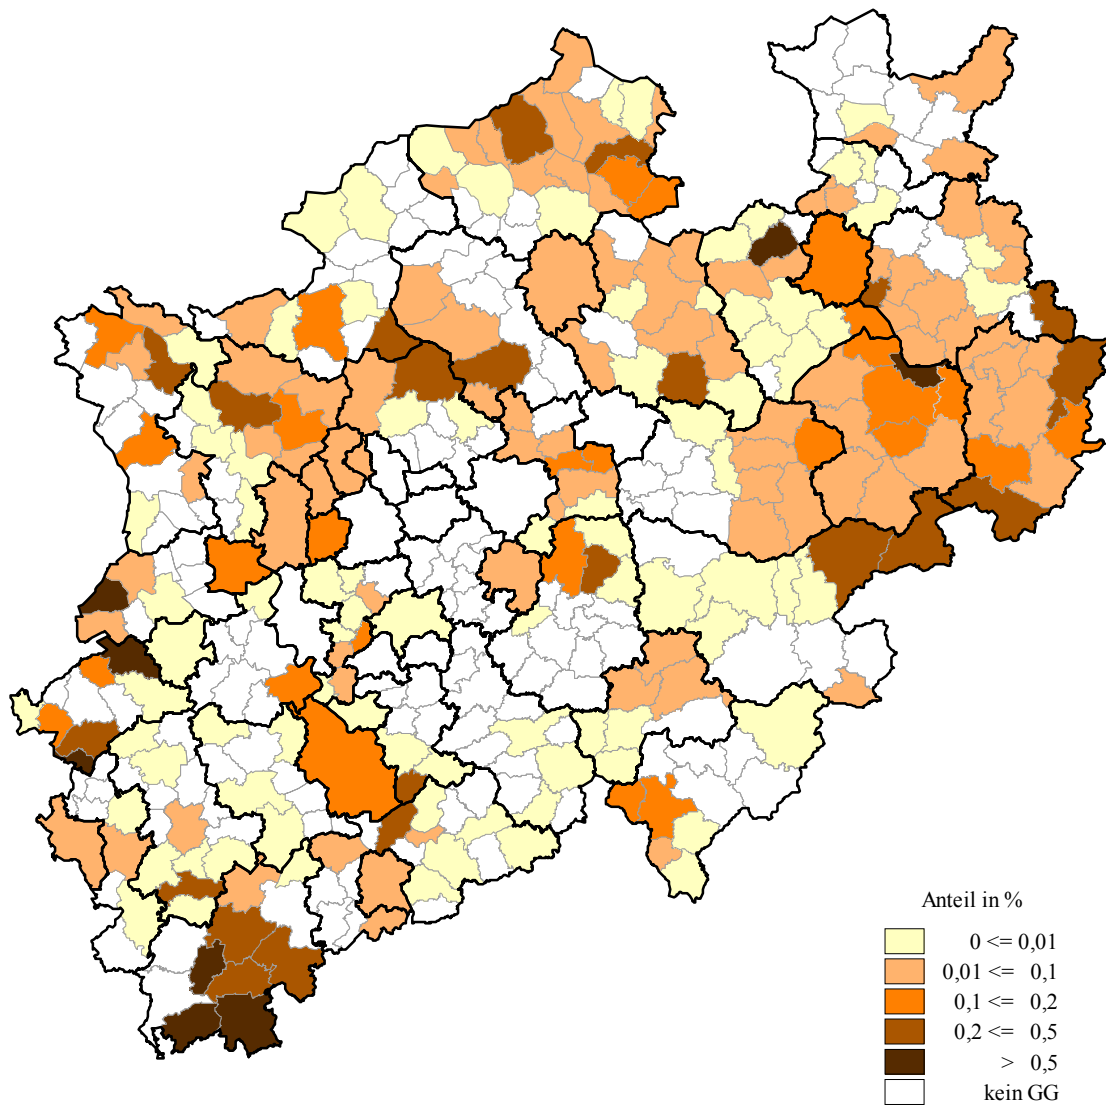 Anteil in %
0 <= 0,01
0,01 <= 0,1
0,1 <= 0,2
0,2 <= 0,5
> 0,5
kein GG